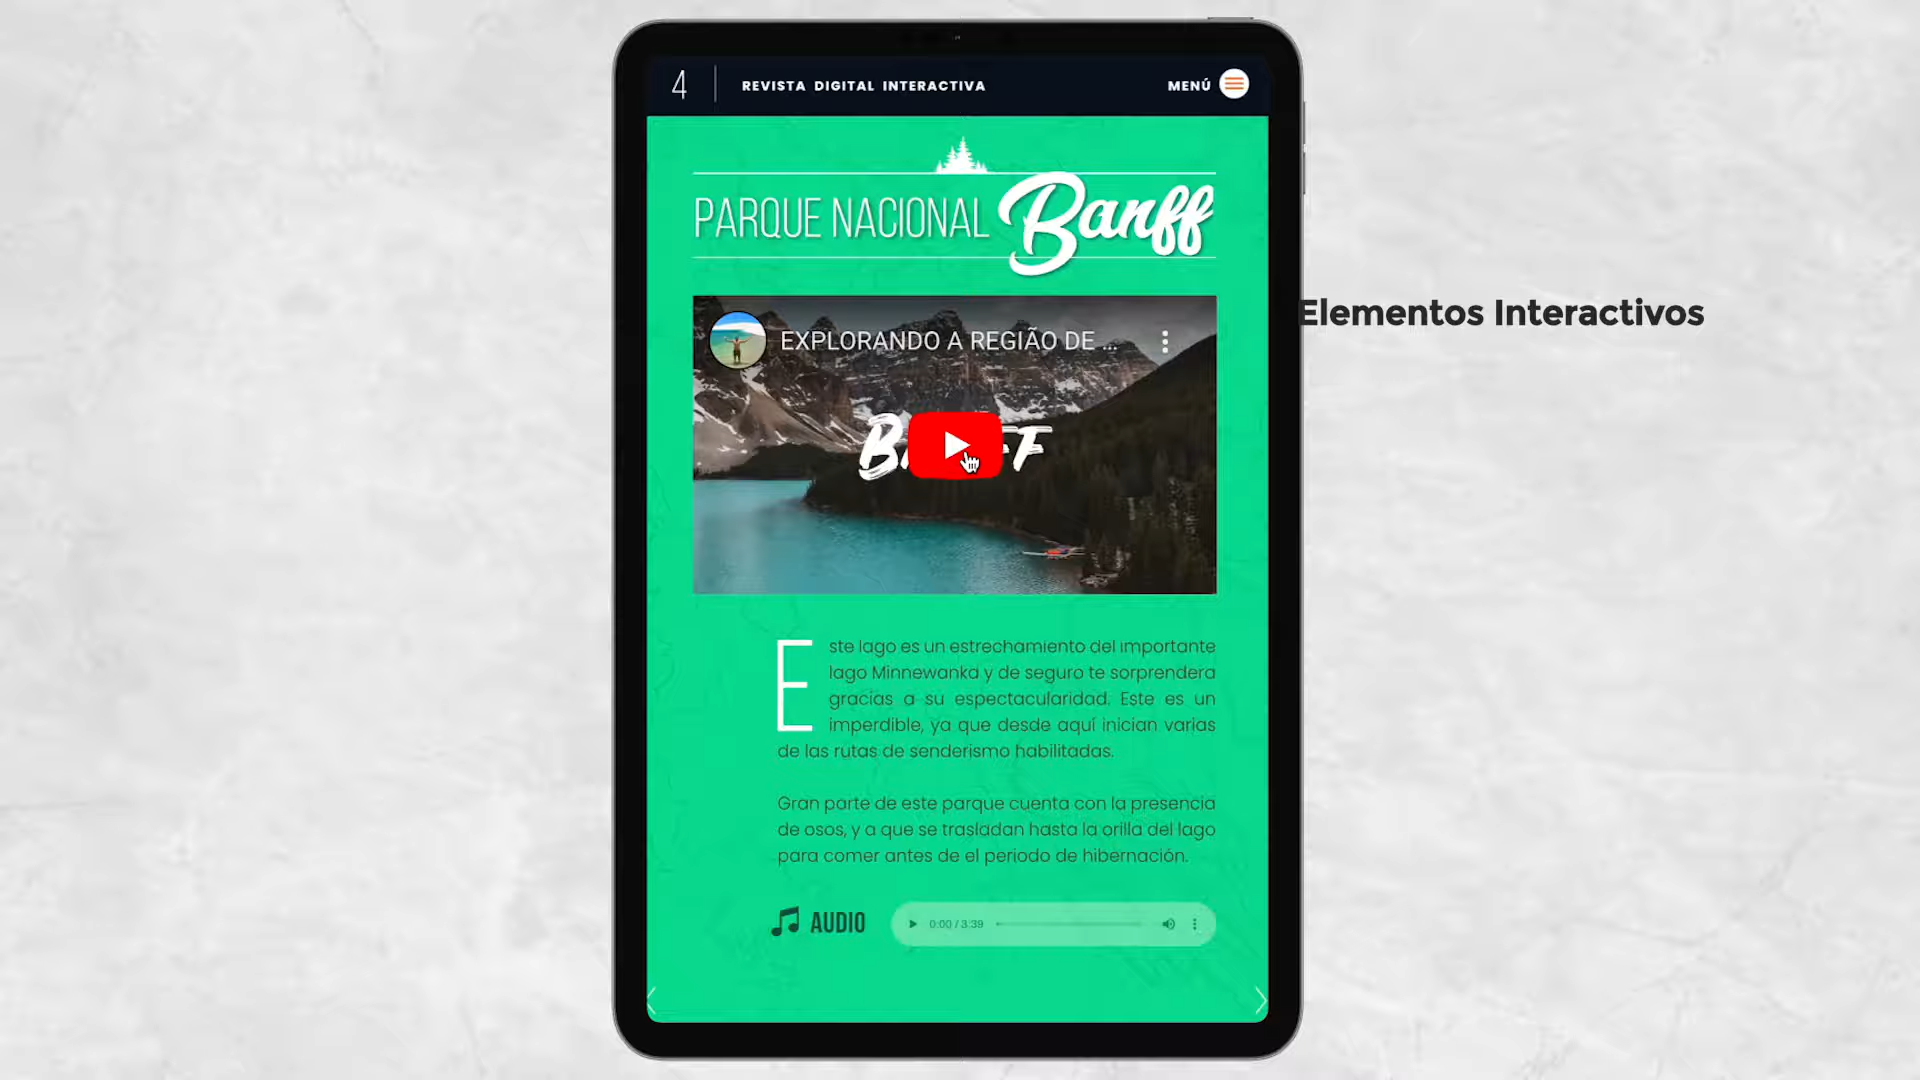 4
REVISTA DIGITAL INTERACTIVA
MENÚ
PARQUE NACIONAL Banff
Elementos Interactivos
EXPLORANDO A REGIÃO DE ...
Este lago es un estrechamiento del importante
lago Minnewanka y de seguro te sorprendera
gracias a su espectacularidad. Este es un
imperdible, ya que desde aquí inician varias
de las rutas de senderismo habilitadas.
Gran parte de este parque cuenta con la presencia
de osos, y a que se trasladan hasta la orilla del lago
para comer antes de el periodo de hibernación.
AUDIO
0:00 / 3:39